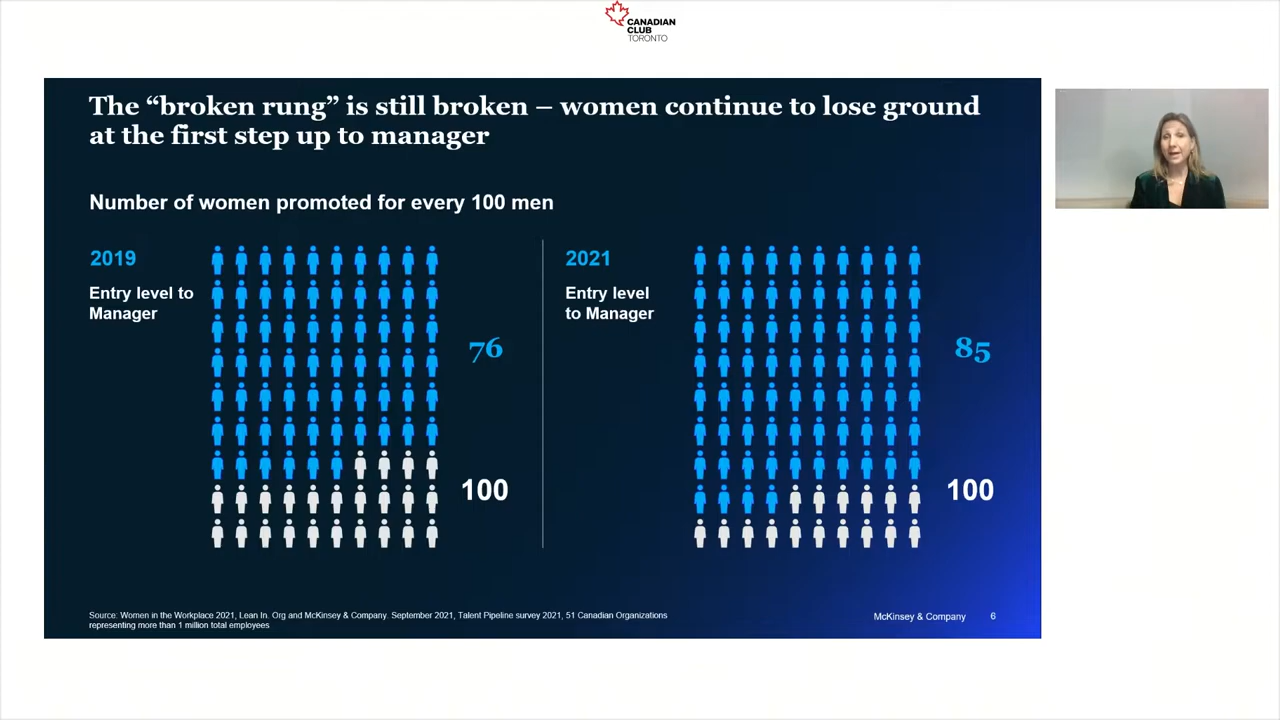 CANADIAN
CLUB
TORONTO
The “broken rung” is still broken – women continue to lose ground
at the first step up to manager
Number of women promoted for every 100 men
2019
Entry level to
Manager
76
100
2021
Entry level
to Manager
85
100
Source: Women in the Workplace 2021, Lean In. Org and McKinsey & Company. September 2021, Talent Pipeline survey 2021, 51 Canadian Organizations
representing more than 1 million total employees
McKinsey & Company 6